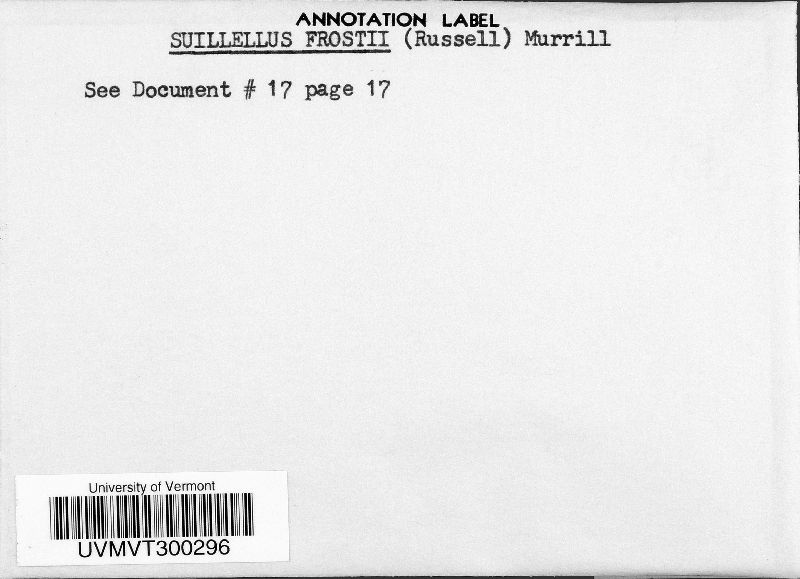 ANNOTATION LABEL
SUILLELLUS FROSTII (Russell) Murrill
See Document # 17 page 17
University of Vermont
UVMVT300296